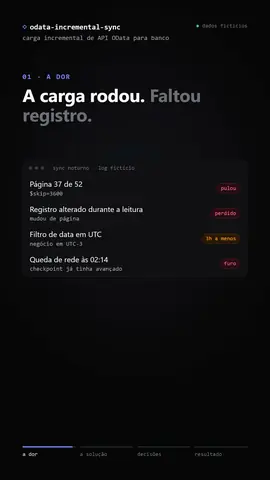 odata-incremental-sync
dados fictícios
carga incremental de API OData para banco
01 · A DOR
A carga rodou. Faltou
registro.
sync noturno · log fictício
Página 37 de 52
$skip=3600
pulou
Registro alterado durante a leitura
mudou de página
perdido
Filtro de data em UTC
negócio em UTC-3
3h a menos
Queda de rede às 02:14
checkpoint já tinha avançado
furo
a dor
a solução
decisões
resultado